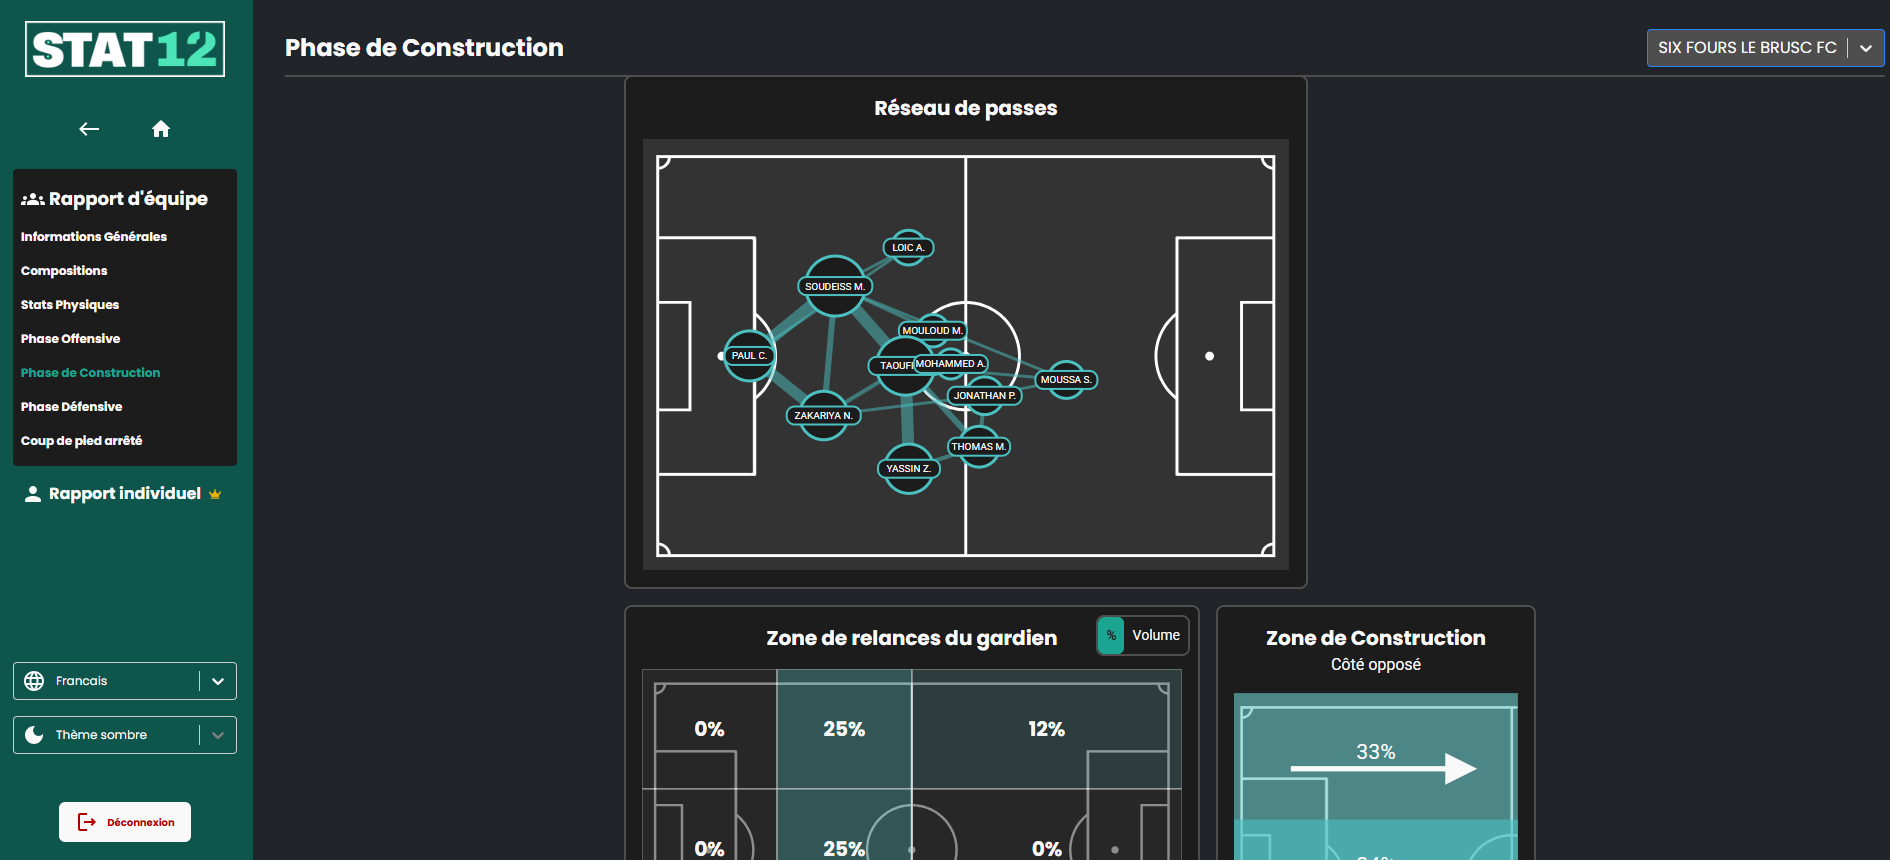 STAT12
Phase de Construction
SIX FOURS LE BRUSC FC
Réseau de passes
Rapport d'équipe
Informations Générales
Compositions
Stats Physiques
Phase Offensive
Phase de Construction
Phase Défensive
Coup de pied arrêté
Rapport individuel
LOIC A.
SOUDEISS M.
MOULOUD M.
PAUL C.
TAOUFI
MOHAMMED A.
MOUSSA S.
JONATHAN P.
ZAKARIYA N.
THOMAS M.
YASSIN Z.
Francais
Thème sombre
Déconnexion
Zone de relances du gardien
% Volume
0% 25% 12%
0% 25% 0%
Zone de Construction
Côté opposé
33%